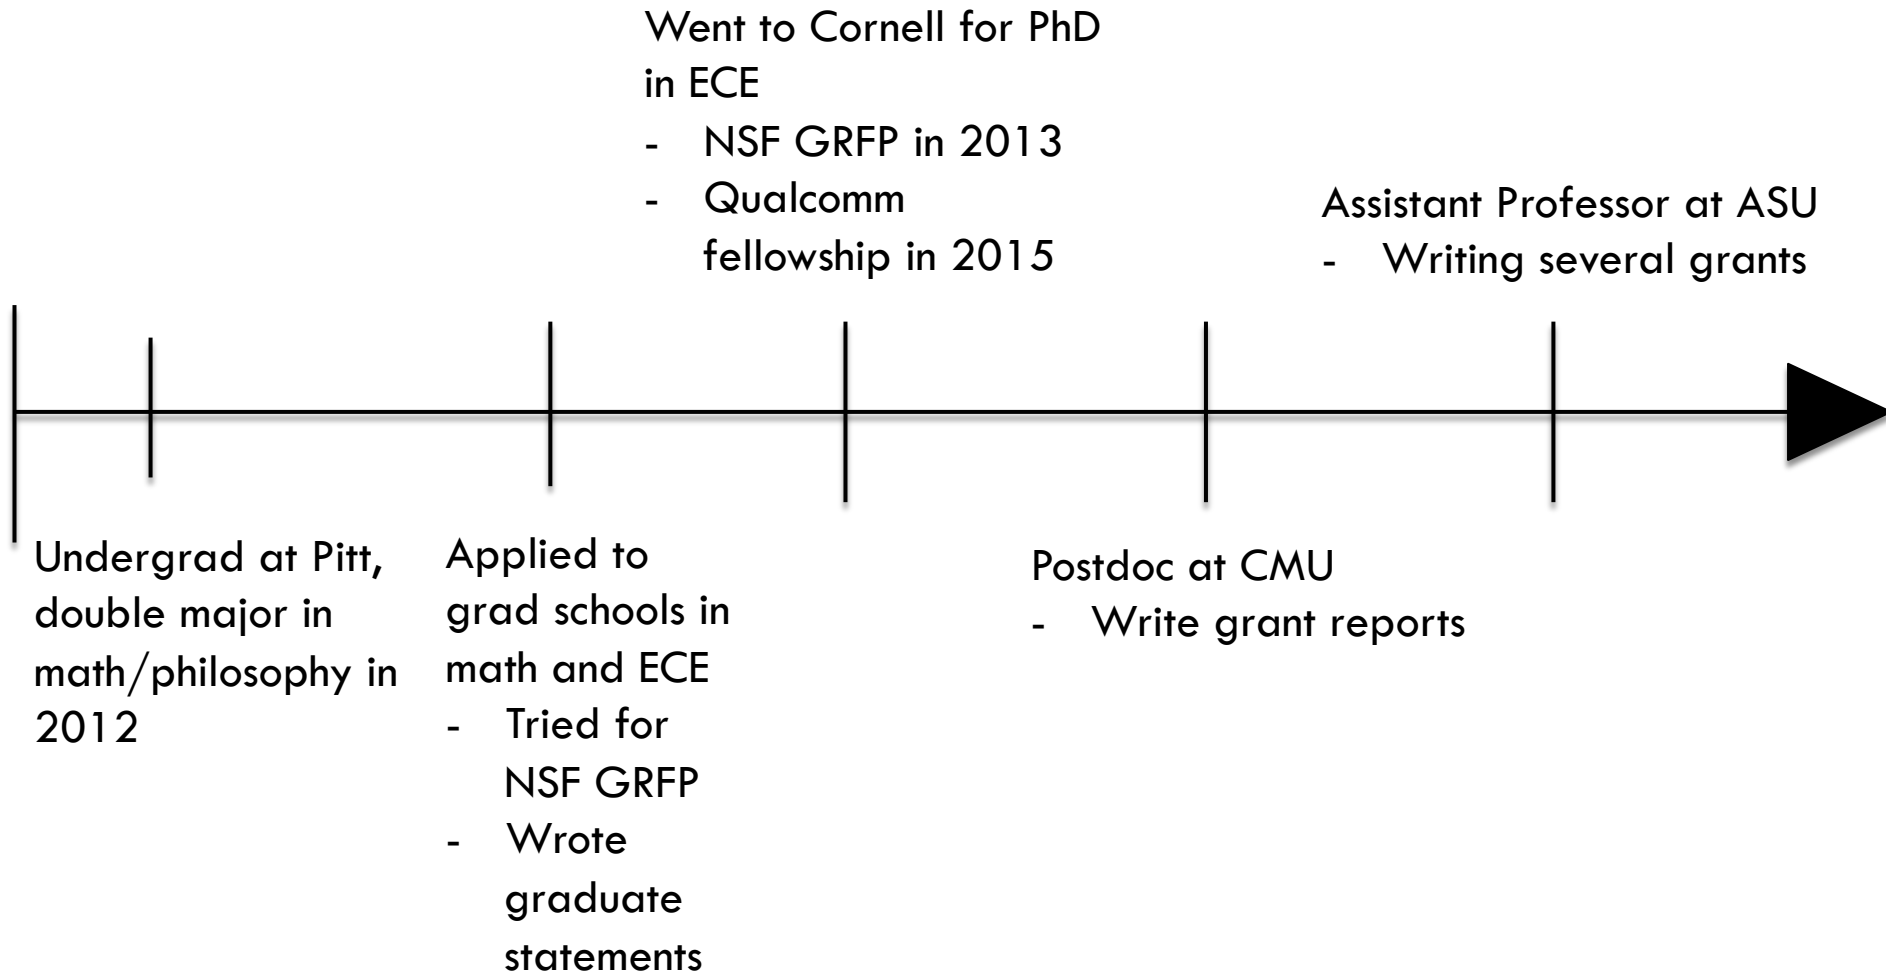 Undergrad at Pitt,
double major in
math/philosophy in
2012
Applied to
grad schools in
math and ECE
- Tried for
NSF GRFP
- Wrote
graduate
statements
Went to Cornell for PhD
in ECE
- NSF GRFP in 2013
- Qualcomm
fellowship in 2015
Postdoc at CMU
- Write grant reports
Assistant Professor at ASU
- Writing several grants